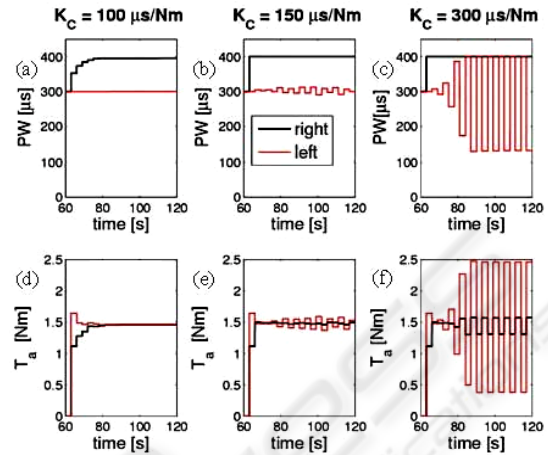 K_C = 100 μs/Nm K_C = 150 μs/Nm K_C = 300 μs/Nm
(a) (b) (c)
PW [μs] PW [μs] PW[μs]
400 400 400
300 300 300
200 200 200
100 100 100
0 0 0
right
left
60 80 100 120 60 80 100 120 60 80 100 120
time [s] time [s] time [s]
(d) (e) (f)
T_a [Nm] T_a [Nm] T_a [Nm]
2.5 2.5 2.5
2 2 2
1.5 1.5 1.5
1 1 1
0.5 0.5 0.5
0 0 0
60 80 100 120 60 80 100 120 60 80 100 120
time [s] time [s] time [s]